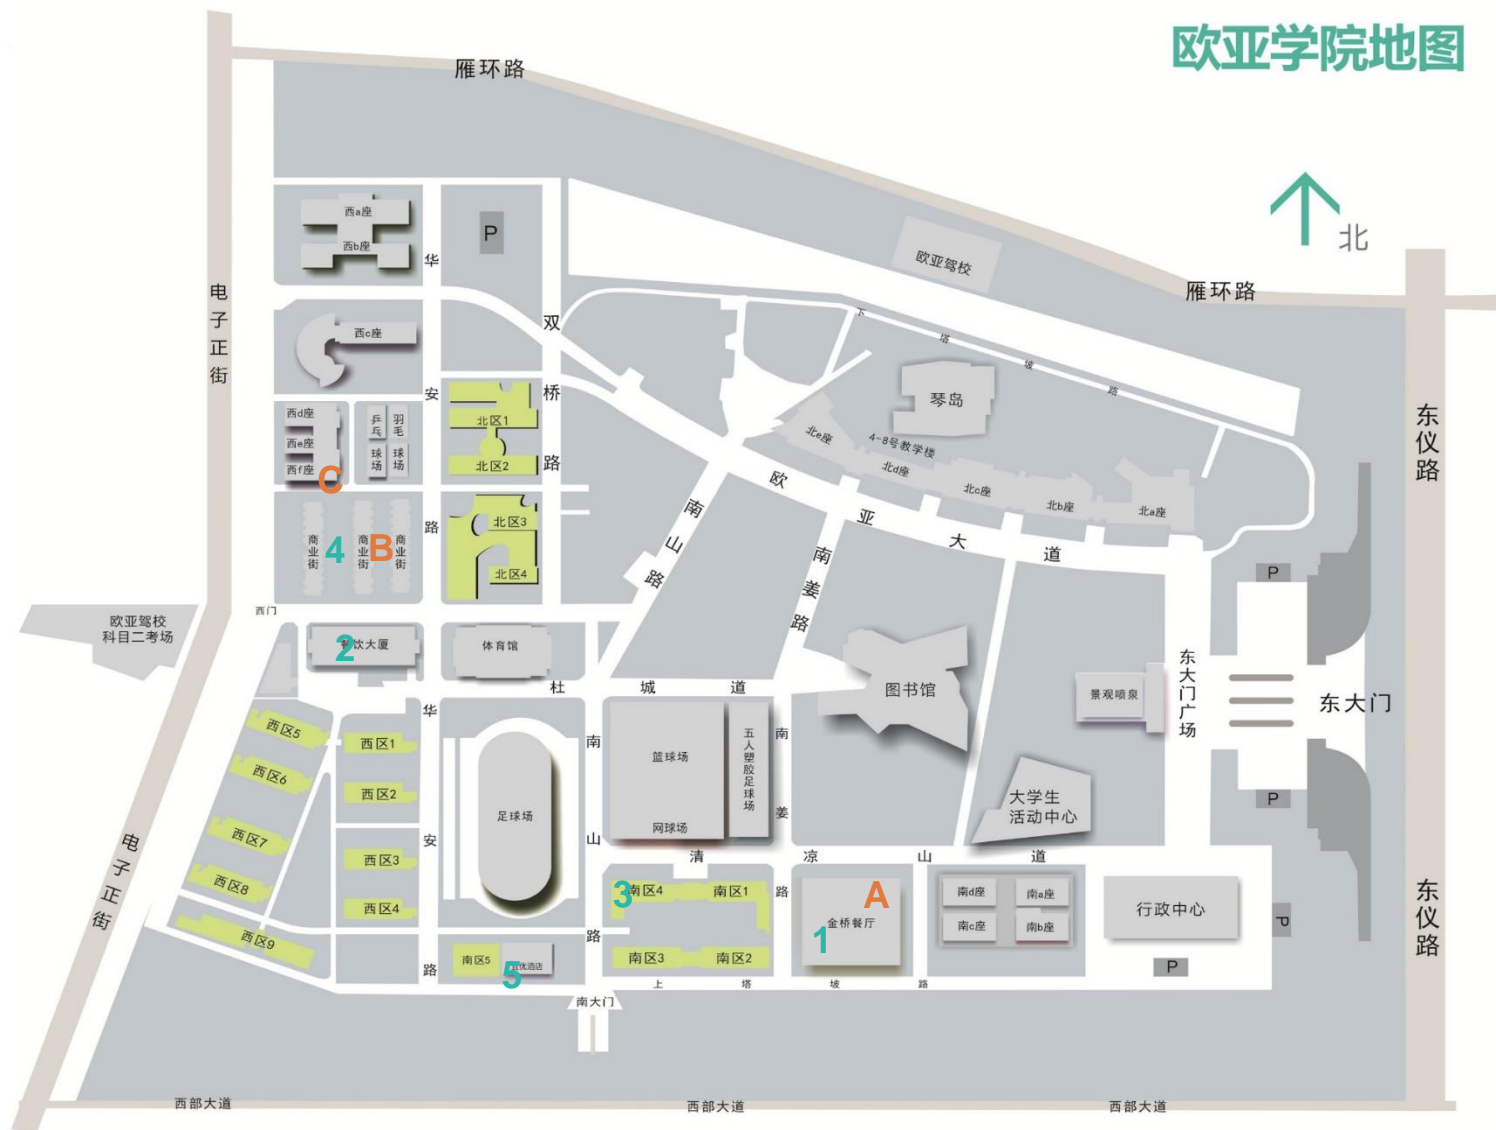 欧亚学院地图
雁环路
北
西a座
西b座
P
华
欧亚驾校
雁环路
电子正街
双
西c座
下
塔
坡
路
安
桥
琴岛
东仪路
西d座
乒乓
羽毛
北区1
北e座
4-8号教学楼
西e座
球场
球场
西f座
C
北区2
路
欧
北d座
北c座
北b座
北a座
商业街
4
商业街
B
商业街
路
北区3
北区4
南山路
亚
大
道
南姜路
P
西门
欧亚驾校
科目二考场
2
饮大厦
体育馆
杜
城
道
图书馆
景观喷泉
东大门广场
东大门
华
西区5
西区1
南
篮球场
五人塑胶足球场
南
西区6
西区2
足球场
大学生
活动中心
P
姜
电子正街
西区7
安
山
网球场
西区3
清
凉
山
道
西区8
西区4
3
南区4
南区1
路
A
金桥餐厅
1
南d座
南a座
南c座
南b座
行政中心
P
东仪路
西区9
路
路
南区5
5
优酒店
南区3
南区2
P
上
塔
坡
路
南大门
西部大道
西部大道
西部大道